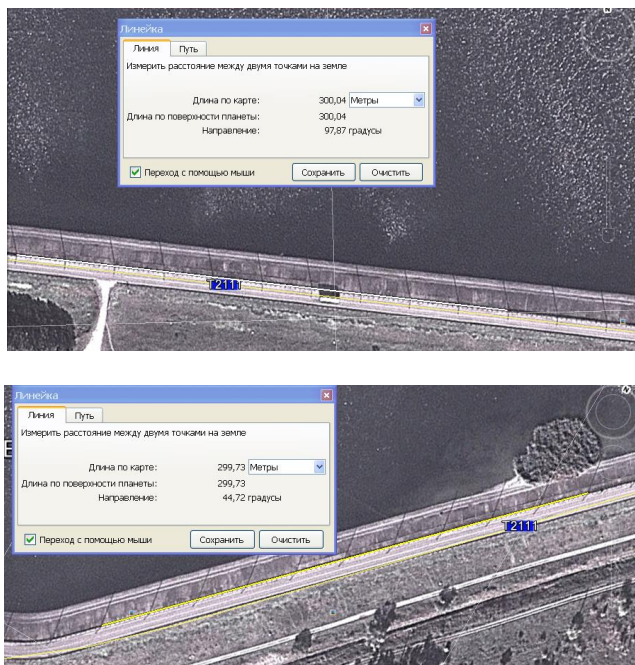 Линейка
Линия Путь
Измерить расстояние между двумя точками на земле
Длина по карте: 300,04 Метры
Длина по поверхности планеты: 300,04
Направление: 97,87 градусы
Переход с помощью мыши Сохранить Очистить
T2111
Линейка
Линия Путь
Измерить расстояние между двумя точками на земле
Длина по карте: 299,73 Метры
Длина по поверхности планеты: 299,73
Направление: 44,72 градусы
Переход с помощью мыши Сохранить Очистить
T2111